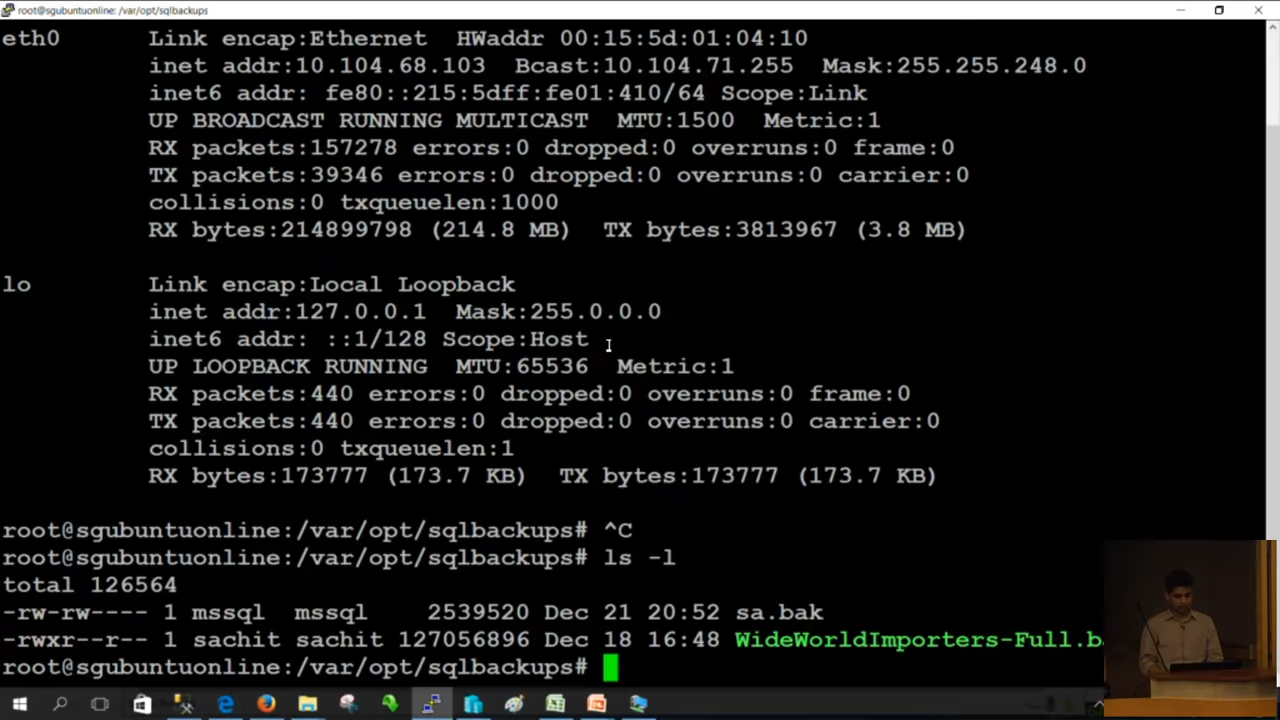 root@sgubuntuonline: /var/opt/sqlbackups
eth0 Link encap:Ethernet HWaddr 00:15:5d:01:04:10
inet addr:10.104.68.103 Bcast:10.104.71.255 Mask:255.255.248.0
inet6 addr: fe80::215:5dff:fe01:410/64 Scope:Link
UP BROADCAST RUNNING MULTICAST MTU:1500 Metric:1
RX packets:157278 errors:0 dropped:0 overruns:0 frame:0
TX packets:39346 errors:0 dropped:0 overruns:0 carrier:0
collisions:0 txqueuelen:1000
RX bytes:214899798 (214.8 MB) TX bytes:3813967 (3.8 MB)
lo Link encap:Local Loopback
inet addr:127.0.0.1 Mask:255.0.0.0
inet6 addr: ::1/128 Scope:Host
UP LOOPBACK RUNNING MTU:65536 Metric:1
RX packets:440 errors:0 dropped:0 overruns:0 frame:0
TX packets:440 errors:0 dropped:0 overruns:0 carrier:0
collisions:0 txqueuelen:1
RX bytes:173777 (173.7 KB) TX bytes:173777 (173.7 KB)
root@sgubuntuonline:/var/opt/sqlbackups# ^C
root@sgubuntuonline:/var/opt/sqlbackups# ls -l
total 126564
-rw-rw---- 1 mssql mssql 2539520 Dec 21 20:52 sa.bak
-rwxr--r-- 1 sachit sachit 127056896 Dec 18 16:48 WideWorldImporters-Full.ba
root@sgubuntuonline:/var/opt/sqlbackups#